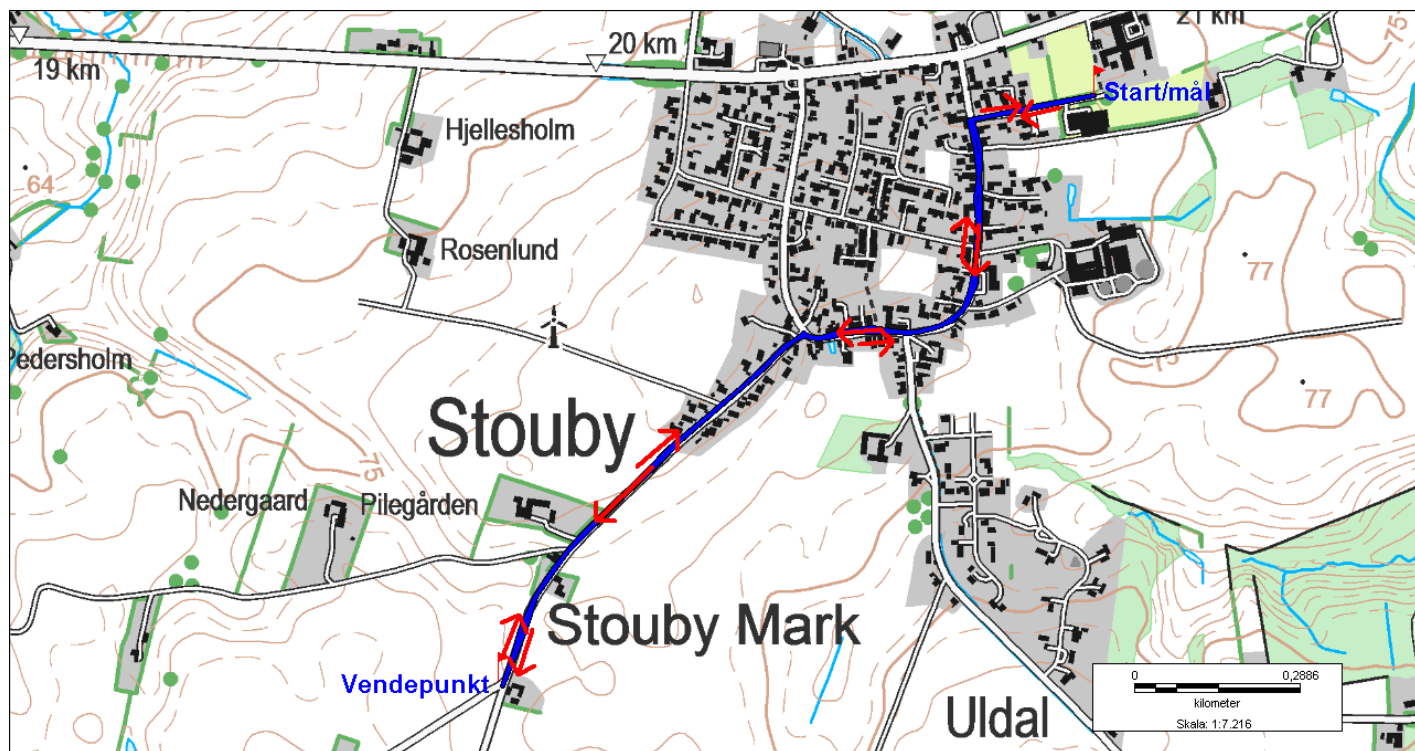 21 km
20 km
19 km
75
Start/mål
Hjellesholm
64
Rosenlund
77
Pedersholm
75
77
Stouby
75
Nedergaard
Pilegården
Stouby Mark
Vendepunkt
Uldal
0
0,2886
kilometer
Skala: 1:7.216